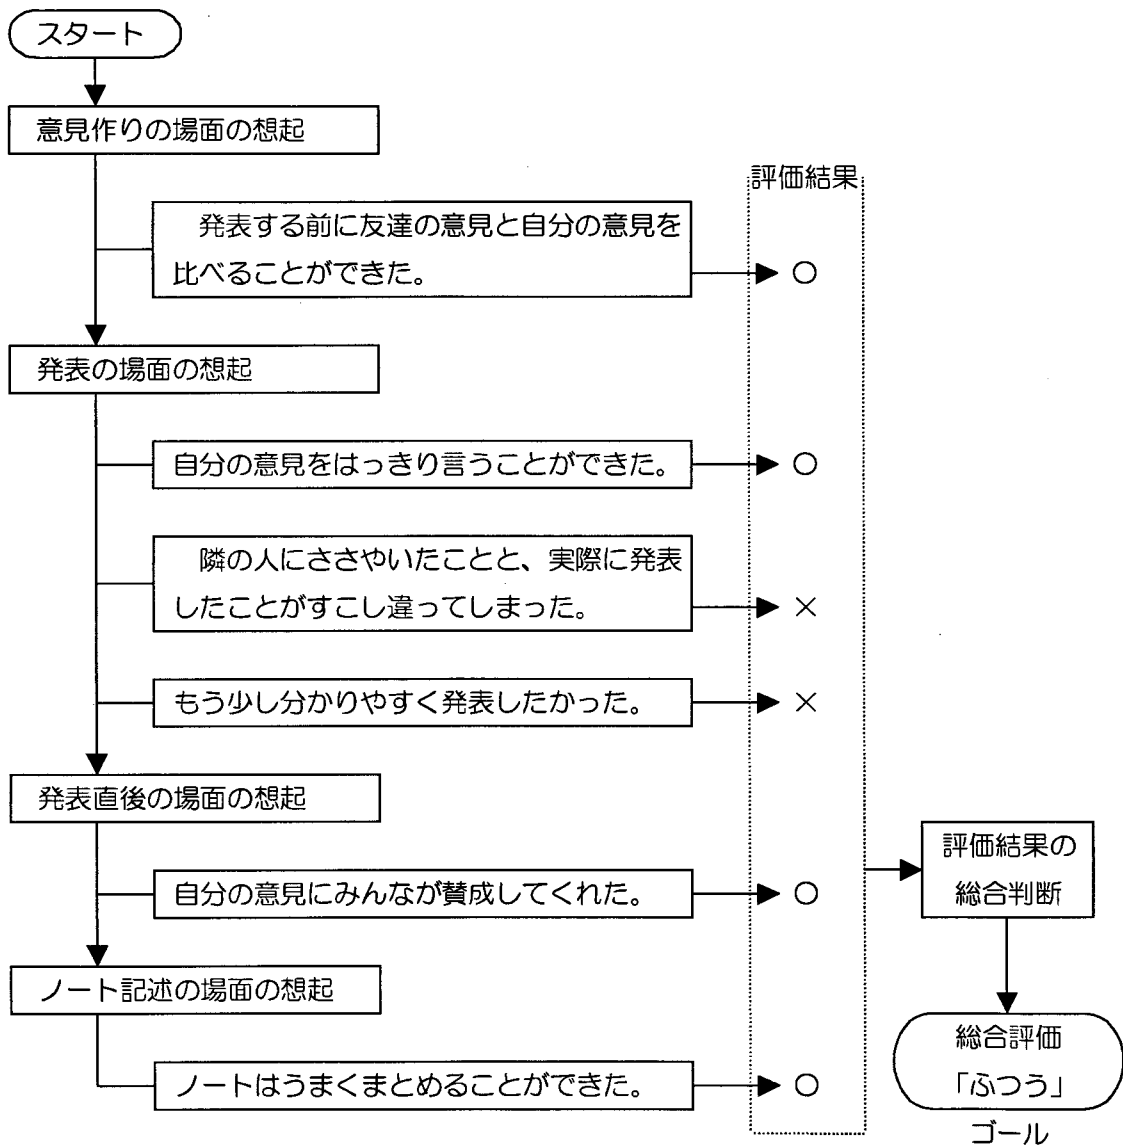 スタート
意見作りの場面の想起
評価結果
発表する前に友達の意見と自分の意見を
比べることができた。
○
発表の場面の想起
自分の意見をはっきり言うことができた。
○
隣の人にささやいたことと、実際に発表
したことがすこし違ってしまった。
×
もう少し分かりやすく発表したかった。
×
発表直後の場面の想起
自分の意見にみんなが賛成してくれた。
○
ノート記述の場面の想起
ノートはうまくまとめることができた。
○
評価結果の
総合判断
総合評価
「ふつう」
ゴール